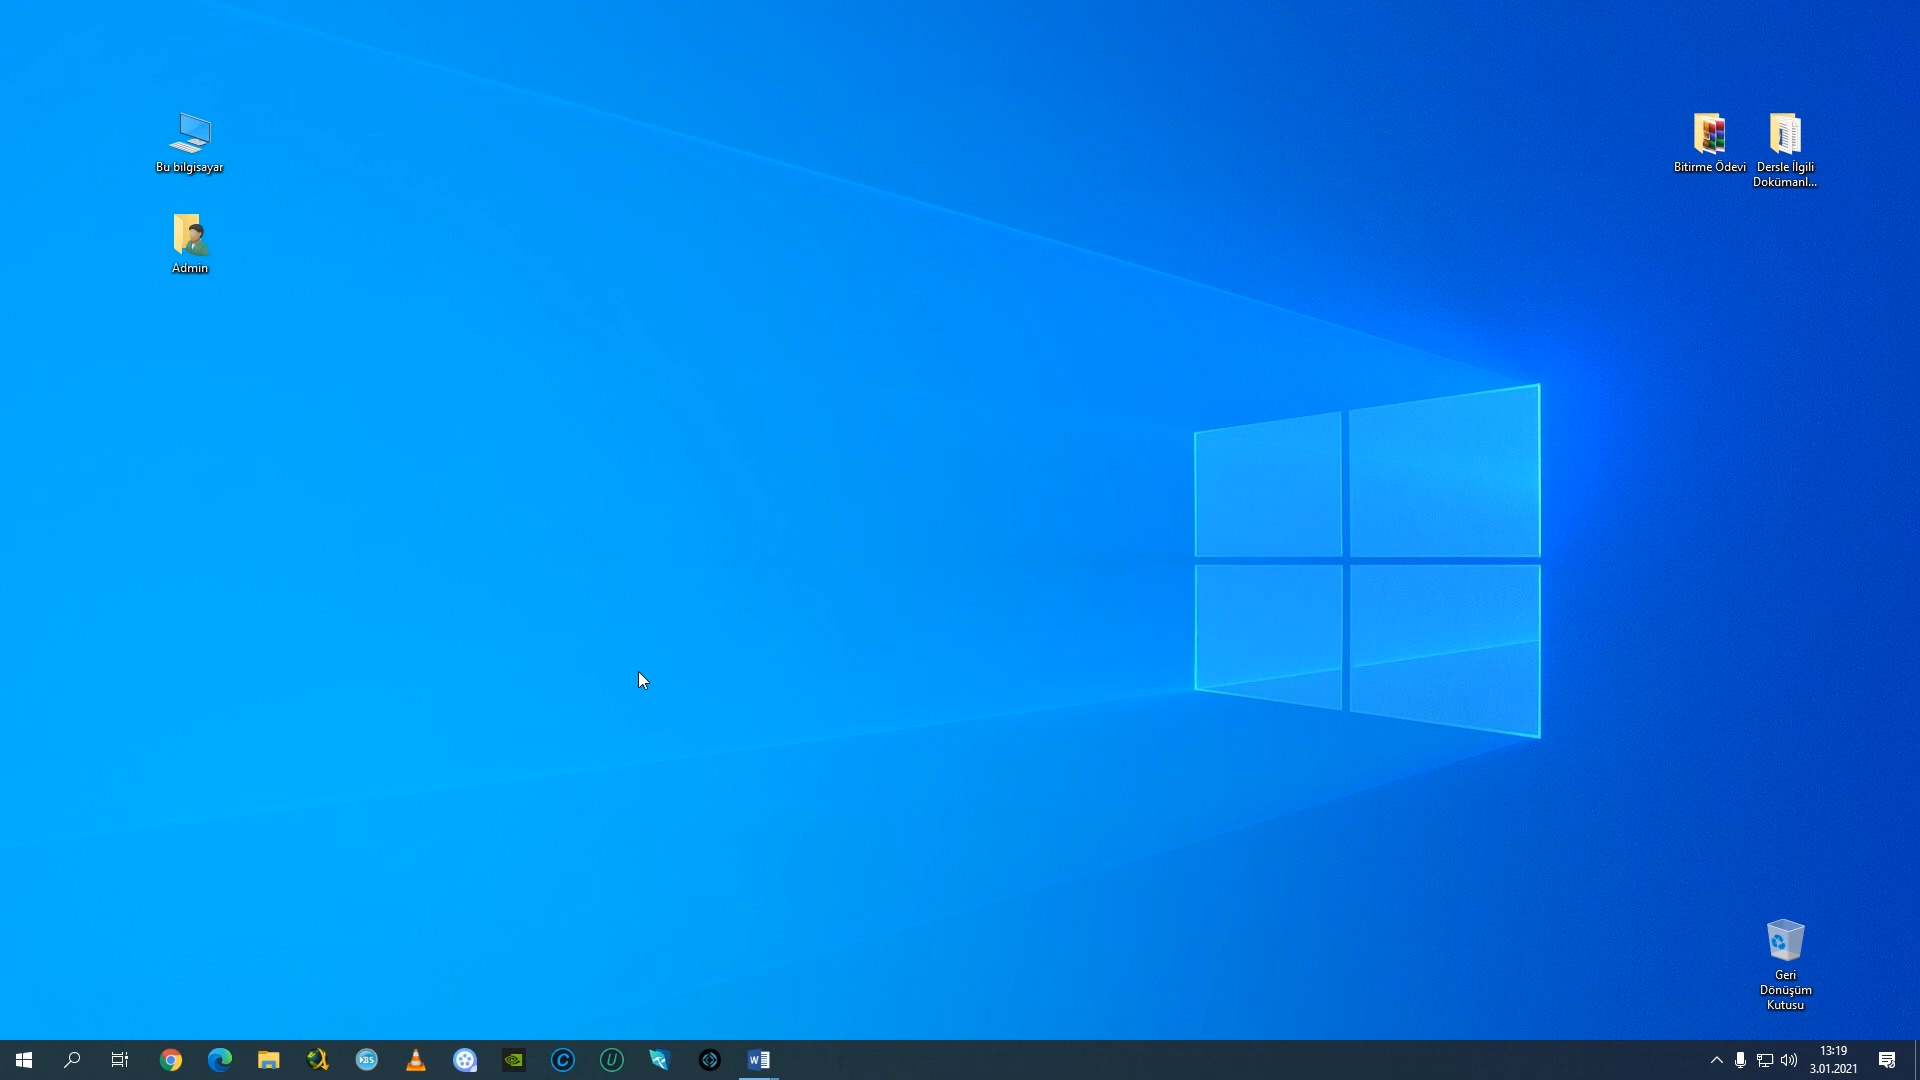 Bu bilgisayar
Admin
Bitirme Ödevi
Dersle İlgili
Dokümanl...
Geri
Dönüşüm
Kutusu
13:19
3.01.2021